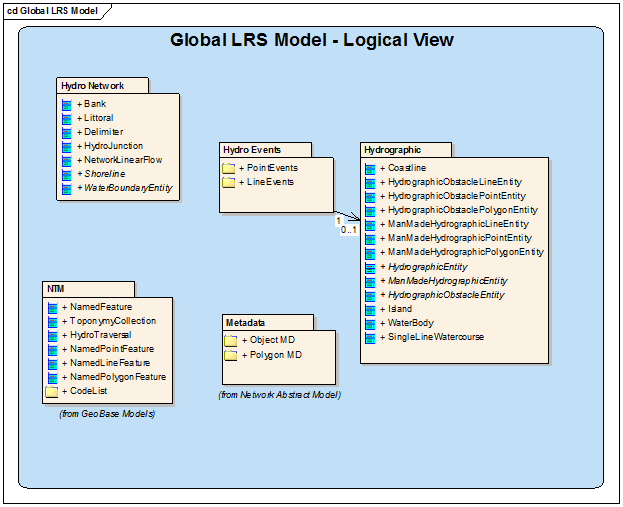 cd Global LRS Model
Global LRS Model - Logical View
Hydro Network
+ Bank
+ Littoral
+ Delimiter
+ HydroJunction
+ NetworkLinearFlow
+ Shoreline
+ WaterBoundaryEntity
Hydro Events
+ PointEvents
+ LineEvents
1
0..1
Hydrographic
+ Coastline
+ HydrographicObstacleLineEntity
+ HydrographicObstaclePointEntity
+ HydrographicObstaclePolygonEntity
+ ManMadeHydrographicLineEntity
+ ManMadeHydrographicPointEntity
+ ManMadeHydrographicPolygonEntity
+ HydrographicEntity
+ ManMadeHydrographicEntity
+ HydrographicObstacleEntity
+ Island
+ WaterBody
+ SingleLineWatercourse
NTM
+ NamedFeature
+ ToponymyCollection
+ HydroTraversal
+ NamedPointFeature
+ NamedLineFeature
+ NamedPolygonFeature
+ CodeList
(from GeoBase Models)
Metadata
+ Object MD
+ Polygon MD
(from Network Abstract Model)